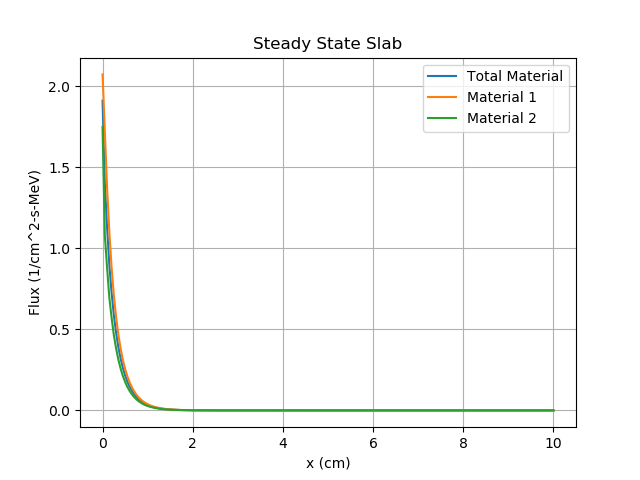 Steady State Slab
Total Material
Material 1
Material 2
Flux (1/cm^2-s-MeV)
2.0
1.5
1.0
0.5
0.0
0 2 4 6 8 10
x (cm)